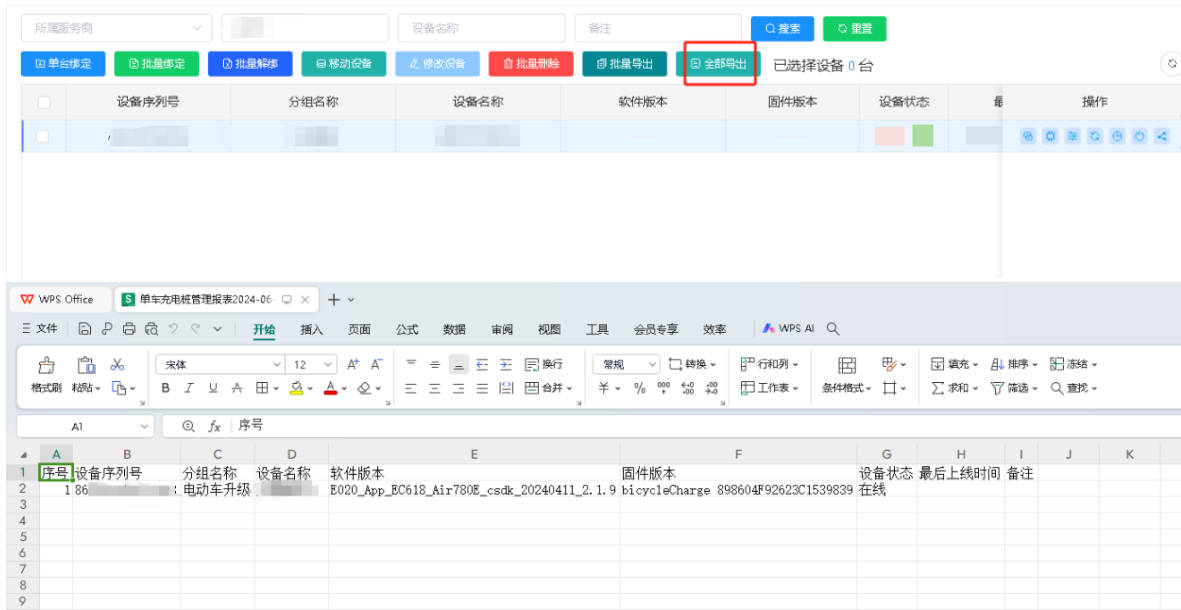 所属服务商 设备名称 备注 搜索 重置
单台绑定 批量绑定 批量解绑 移动设备 修改设备 批量删除 批量导出 全部导出 已选择设备 0 台
设备序列号 分组名称 设备名称 软件版本 固件版本 设备状态 操作
WPS Office S 单车充电桩管理报表2024-06-
三 文件 开始 插入 页面 公式 数据 审阅 视图 工具 会员专享 效率 WPS AI
宋体 12 A⁺ A⁻ 换行 常规 转换 行和列 填充 排序 冻结
格式刷 粘贴 B I U A A 合并 ¥ % 工作表 条件格式 求和 筛选 查找
A1 fx 序号
A B C D E F G H I J K
1 序号 设备序列号 分组名称 设备名称 软件版本 固件版本 设备状态 最后上线时间 备注
2 1 86 电动车升级 E020_App_EC618_Air780E_csdk_20240411_2.1.9 bicycleCharge 898604F92623C1539839 在线
3
4
5
6
7
8
9